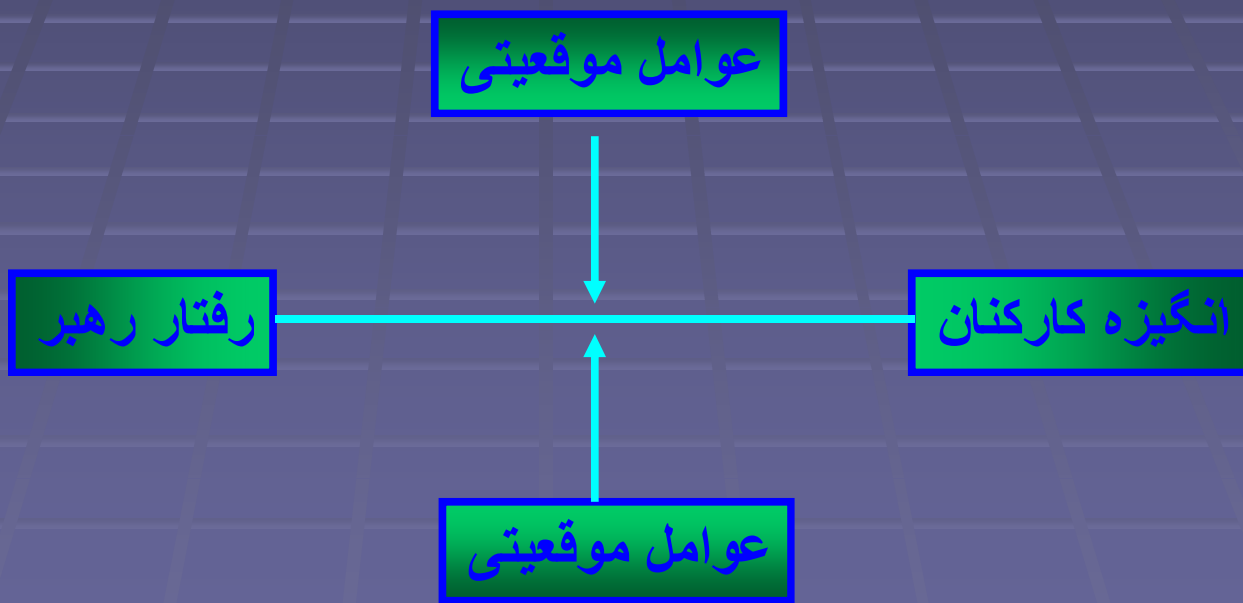 عوامل موقعیتی
انگیزه کارکنان
رفتار رهبر
عوامل موقعیتی